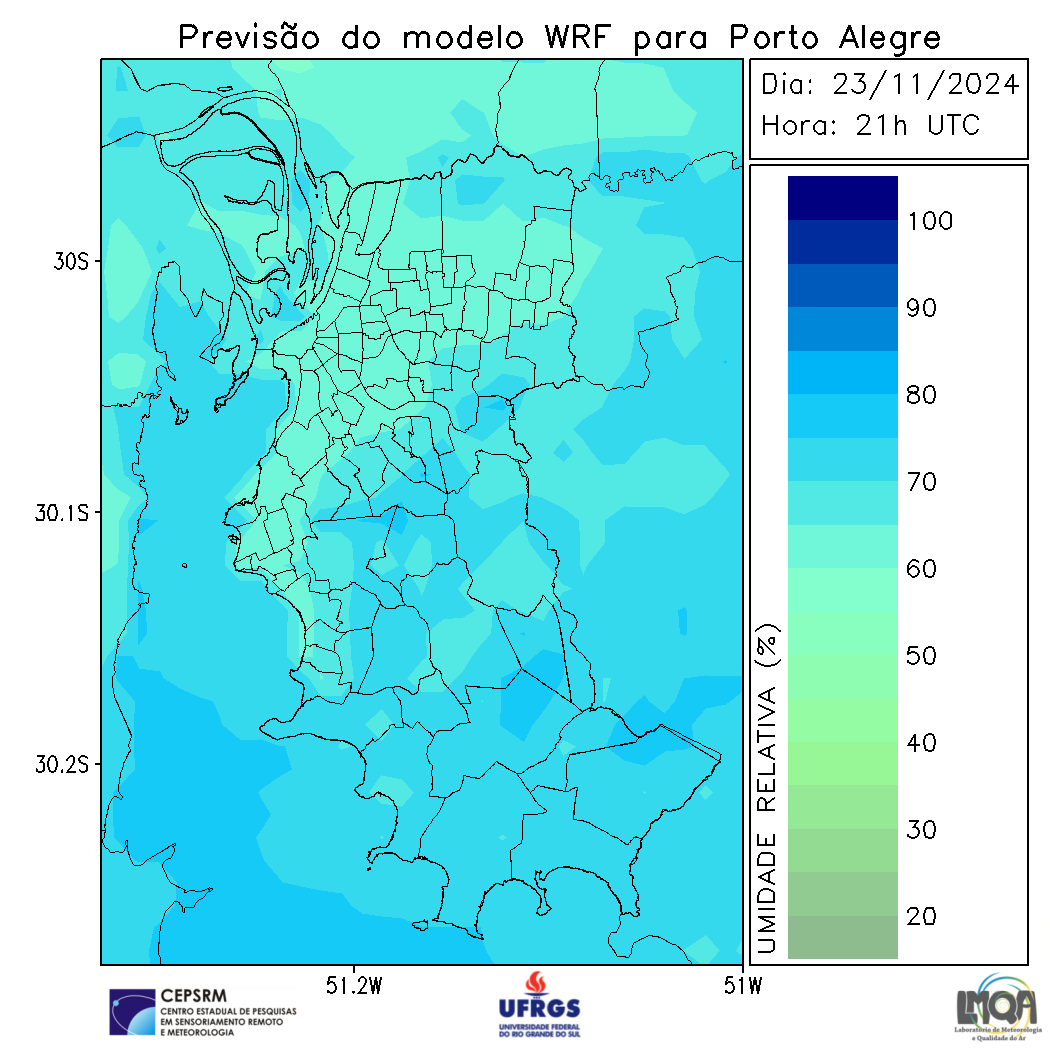 Previsão do modelo WRF para Porto Alegre
Dia: 23/11/2024
Hora: 21h UTC
30S
30.1S
30.2S
51.2W
51W
100
90
80
70
60
50
40
30
20
UMIDADE RELATIVA (%)
CEPSRM
CENTRO ESTADUAL DE PESQUISAS
EM SENSORIAMENTO REMOTO
E METEOROLOGIA
UFRGS
UNIVERSIDADE FEDERAL
DO RIO GRANDE DO SUL
LMQA
Laboratório de Meteorologia
e Qualidade do Ar